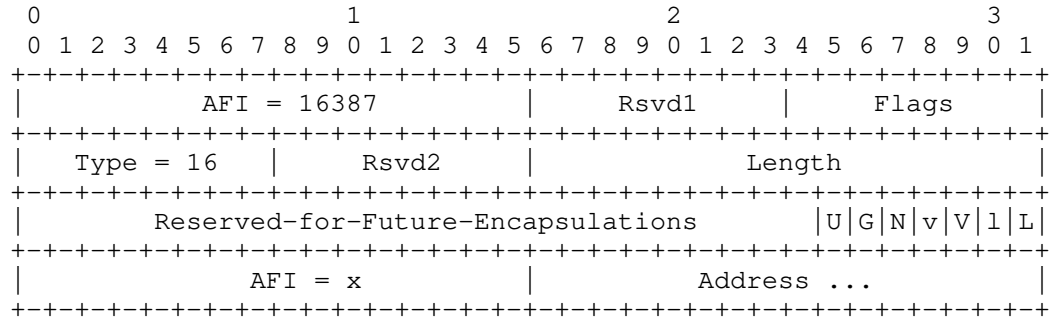 0                   1                   2                   3
 0 1 2 3 4 5 6 7 8 9 0 1 2 3 4 5 6 7 8 9 0 1 2 3 4 5 6 7 8 9 0 1
+-+-+-+-+-+-+-+-+-+-+-+-+-+-+-+-+-+-+-+-+-+-+-+-+-+-+-+-+-+-+-+-+
|           AFI = 16387         |     Rsvd1     |     Flags     |
+-+-+-+-+-+-+-+-+-+-+-+-+-+-+-+-+-+-+-+-+-+-+-+-+-+-+-+-+-+-+-+-+
|   Type = 16   |     Rsvd2     |             Length            |
+-+-+-+-+-+-+-+-+-+-+-+-+-+-+-+-+-+-+-+-+-+-+-+-+-+-+-+-+-+-+-+-+
|        Reserved-for-Future-Encapsulations       |U|G|N|v|V|l|L|
+-+-+-+-+-+-+-+-+-+-+-+-+-+-+-+-+-+-+-+-+-+-+-+-+-+-+-+-+-+-+-+-+
|              AFI = x          |          Address ...          |
+-+-+-+-+-+-+-+-+-+-+-+-+-+-+-+-+-+-+-+-+-+-+-+-+-+-+-+-+-+-+-+-+